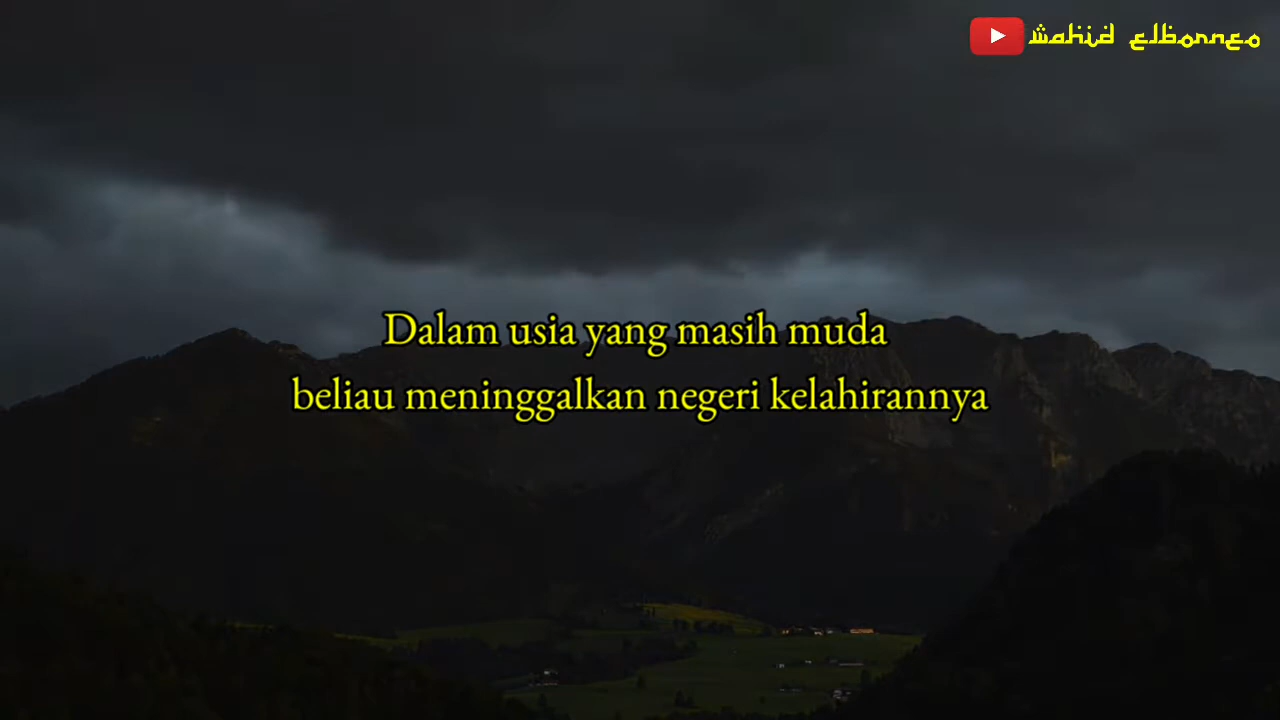 Wahid elborneo
Dalam usia yang masih muda
beliau meninggalkan negeri kelahirannya